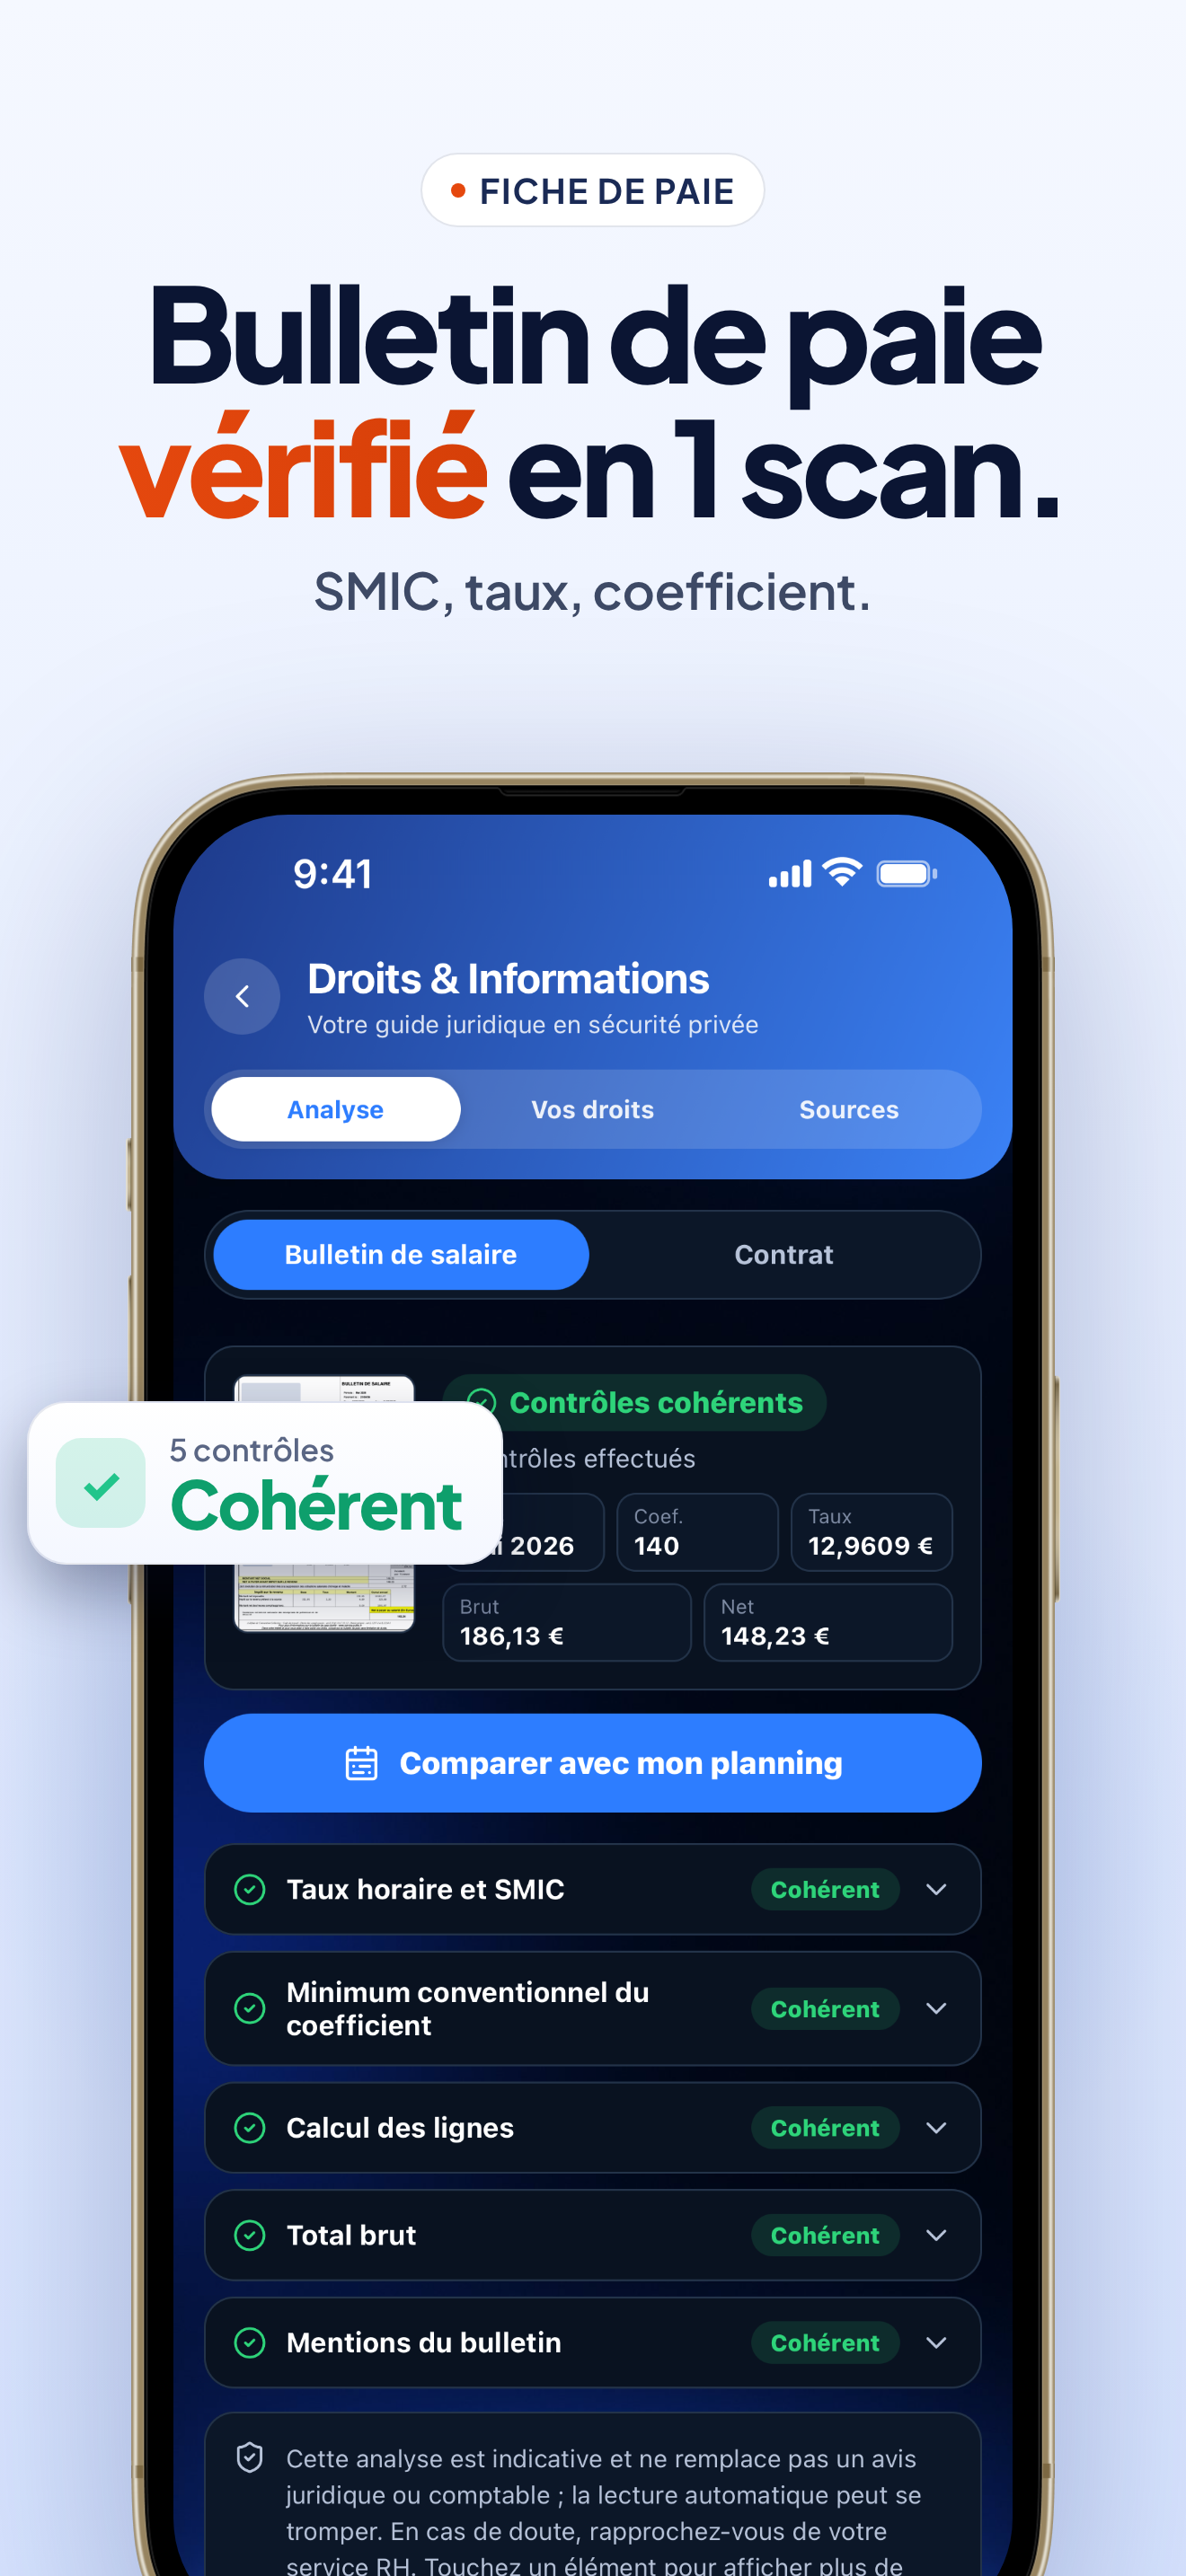 FICHE DE PAIE
Bulletin de paie
vérifié en 1 scan.
SMIC, taux, coefficient.
9:41
Droits & Informations
Votre guide juridique en sécurité privée
Analyse Vos droits Sources
Bulletin de salaire Contrat
BULLETIN DE SALAIRE
Contrôles cohérents
5 contrôles
Cohérent
effectués
2026
Coef.
140
Taux
12,9609 €
Brut
186,13 €
Net
148,23 €
Comparer avec mon planning
Taux horaire et SMIC Cohérent
Minimum conventionnel du
coefficient Cohérent
Calcul des lignes Cohérent
Total brut Cohérent
Mentions du bulletin Cohérent
Cette analyse est indicative et ne remplace pas un avis
juridique ou comptable ; la lecture automatique peut se
tromper. En cas de doute, rapprochez-vous de votre
service RH. Touchez un élément pour afficher plus de